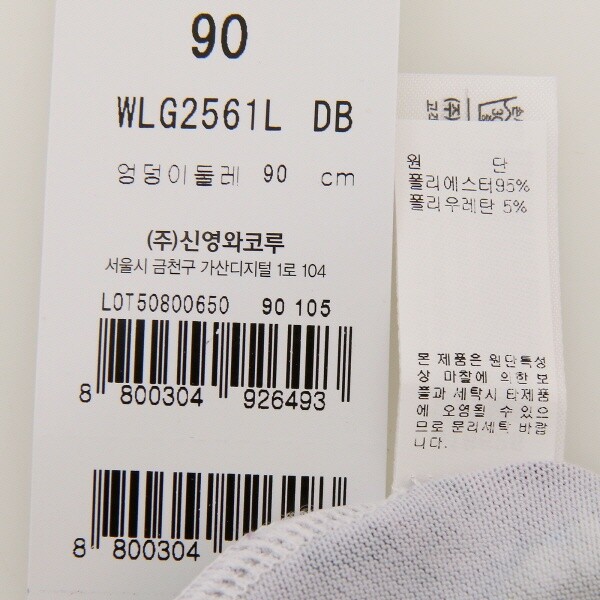 90
WLG2561L DB
엉덩이둘레 90 cm
(주)신영와코루
서울시 금천구 가산디지털 1로 104
LOT50800650 90 105
8 800304 926493
8 800304
(주)
원 단
폴리에스터95%
폴리우레탄 5%
본 제품은 원단특성
상 마찰에 의한 보
풀과 세탁시 타제품
에 오염될 수 있으
므로 분리세탁 바랍
니다.